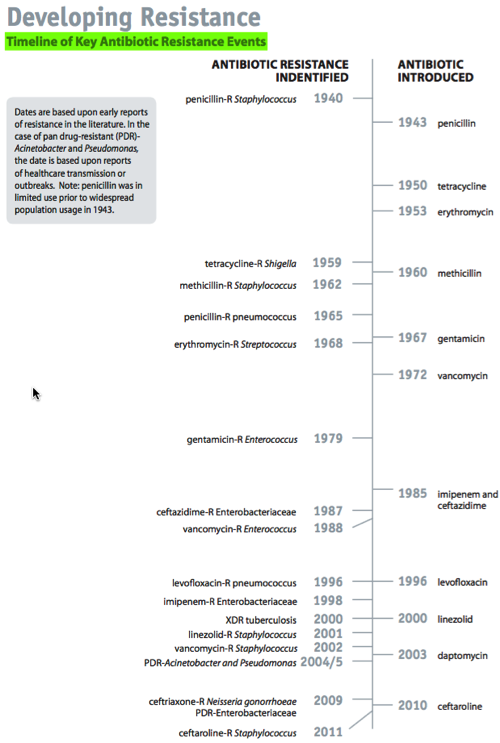 Developing Resistance
Timeline of Key Antibiotic Resistance Events
ANTIBIOTIC RESISTANCE
INDENTIFIED
ANTIBIOTIC
INTRODUCED
Dates are based upon early reports
of resistance in the literature. In the
case of pan drug-resistant (PDR)-
Acinetobacter and Pseudomonas,
the date is based upon reports
of healthcare transmission or
outbreaks. Note: penicillin was in
limited use prior to widespread
population usage in 1943.
penicillin-R Staphylococcus 1940
1943 penicillin
1950 tetracycline
1953 erythromycin
tetracycline-R Shigella 1959
1960 methicillin
methicillin-R Staphylococcus 1962
penicillin-R pneumococcus 1965
1967 gentamicin
erythromycin-R Streptococcus 1968
1972 vancomycin
gentamicin-R Enterococcus 1979
1985 imipenem and
ceftazidime
ceftazidime-R Enterobacteriaceae 1987
vancomycin-R Enterococcus 1988
levofloxacin-R pneumococcus 1996
1996 levofloxacin
imipenem-R Enterobacteriaceae 1998
XDR tuberculosis 2000
2000 linezolid
linezolid-R Staphylococcus 2001
vancomycin-R Staphylococcus 2002
2003 daptomycin
PDR-Acinetobacter and Pseudomonas 2004/5
ceftriaxone-R Neisseria gonorrhoeae 2009
PDR-Enterobacteriaceae
2010 ceftaroline
ceftaroline-R Staphylococcus 2011